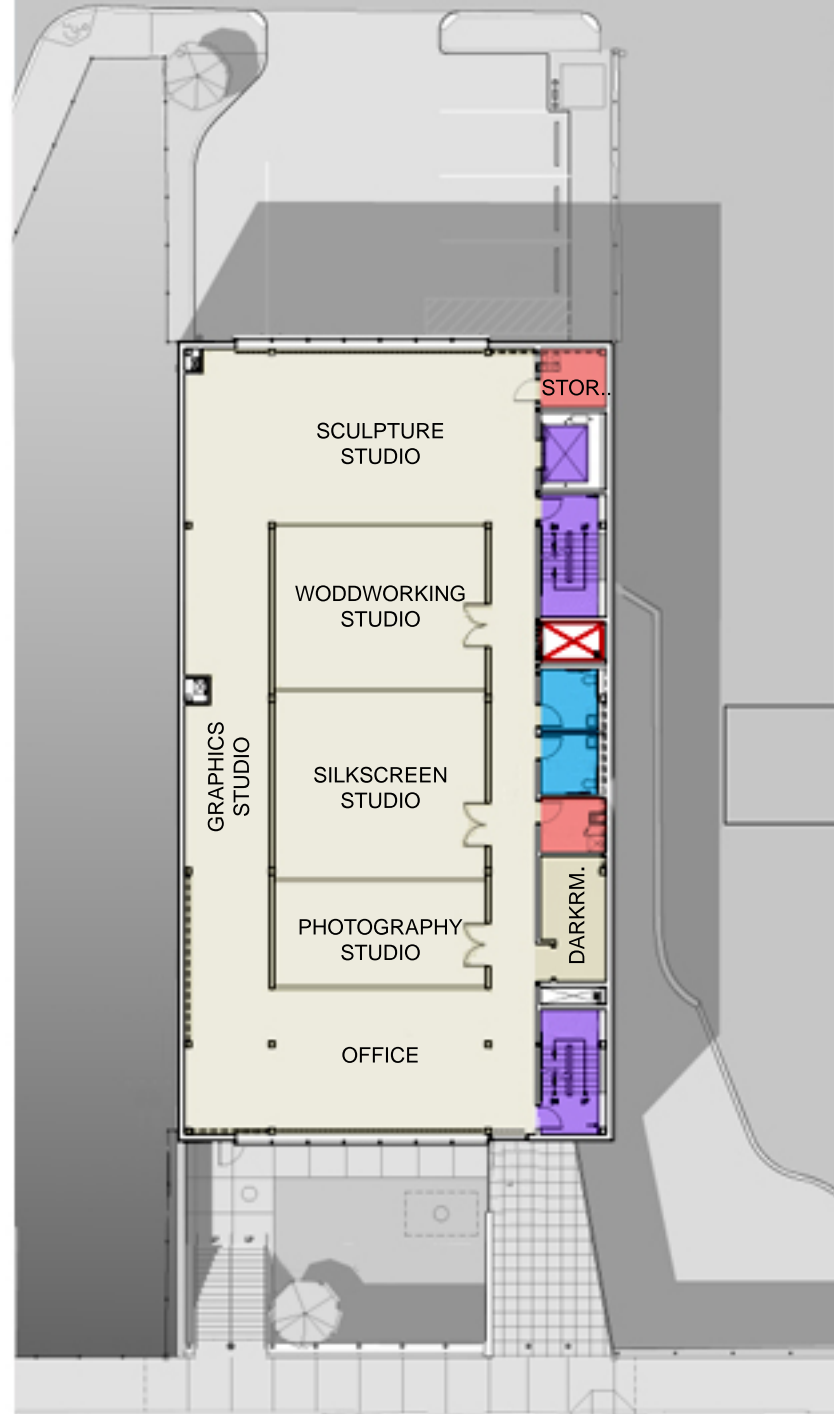 STOR..
SCULPTURE
STUDIO
WODDWORKING
STUDIO
GRAPHICS
STUDIO
SILKSCREEN
STUDIO
DARKRM.
PHOTOGRAPHY
STUDIO
OFFICE